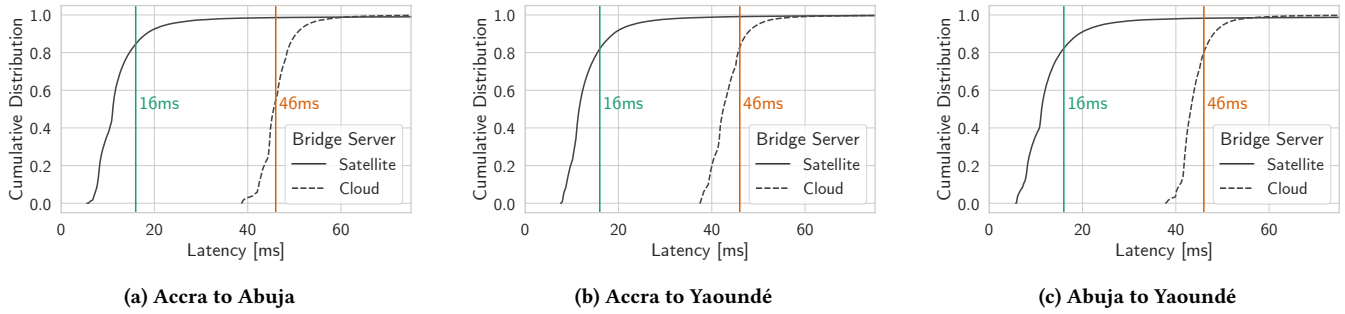 Cumulative Distribution
1.0
0.8
0.6
0.4
0.2
0.0
16ms
46ms
Bridge Server
Satellite
Cloud
0 20 40 60
Latency [ms]
(a) Accra to Abuja
Cumulative Distribution
1.0
0.8
0.6
0.4
0.2
0.0
16ms
46ms
Bridge Server
Satellite
Cloud
0 20 40 60
Latency [ms]
(b) Accra to Yaoundé
Cumulative Distribution
1.0
0.8
0.6
0.4
0.2
0.0
16ms
46ms
Bridge Server
Satellite
Cloud
0 20 40 60
Latency [ms]
(c) Abuja to Yaoundé